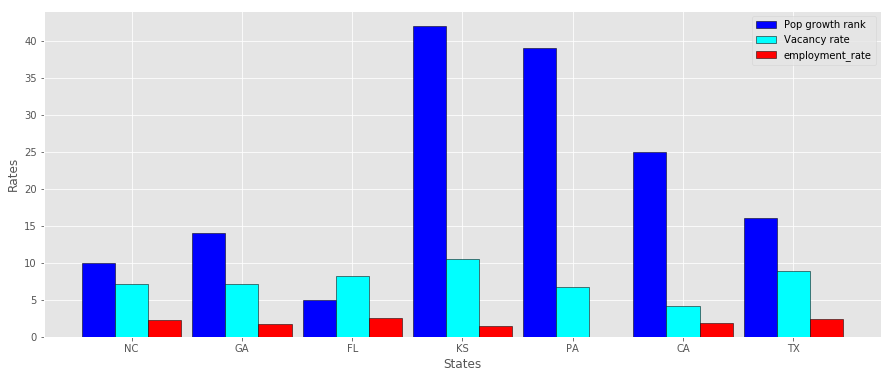 Pop growth rank
Vacancy rate
employment_rate
Rates
40
35
30
25
20
15
10
5
0
NC GA FL KS PA CA TX
States